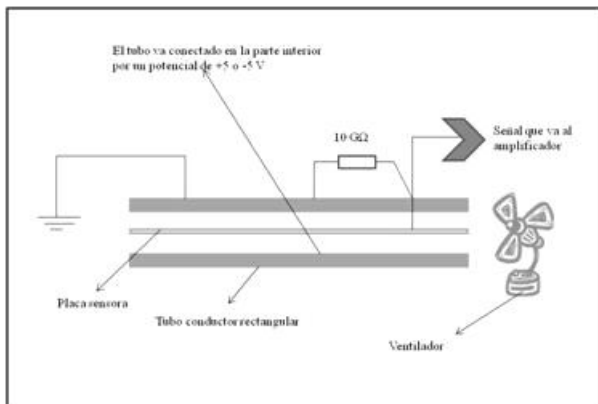 El tubo va conectado en la parte interior
por un potencial de +5 o -5 V
10 GΩ
Señal que va al
amplificador
Placa sensora
Tubo conductor rectangular
Ventilador